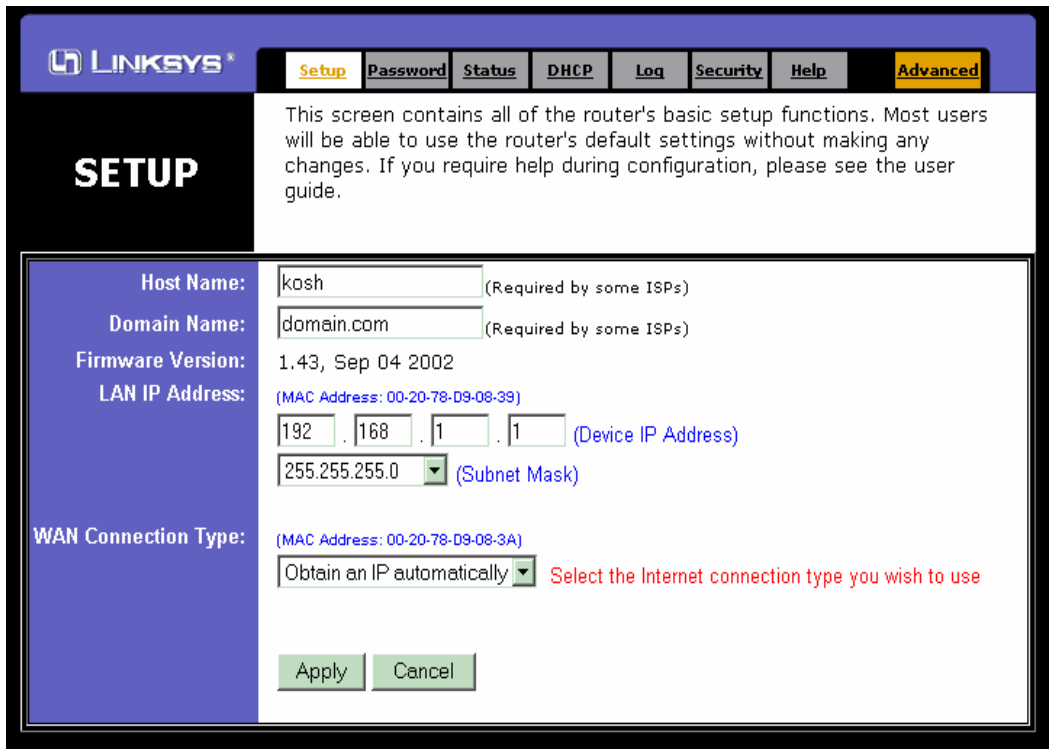 LINKSYS®
Setup Password Status DHCP Log Security Help Advanced
SETUP
This screen contains all of the router's basic setup functions. Most users
will be able to use the router's default settings without making any
changes. If you require help during configuration, please see the user
guide.
Host Name: kosh (Required by some ISPs)
Domain Name: domain.com (Required by some ISPs)
Firmware Version: 1.43, Sep 04 2002
LAN IP Address: (MAC Address: 00-20-78-D9-08-39)
192 . 168 . 1 . 1 (Device IP Address)
255.255.255.0 (Subnet Mask)
WAN Connection Type: (MAC Address: 00-20-78-D9-08-3A)
Obtain an IP automatically Select the Internet connection type you wish to use
Apply Cancel